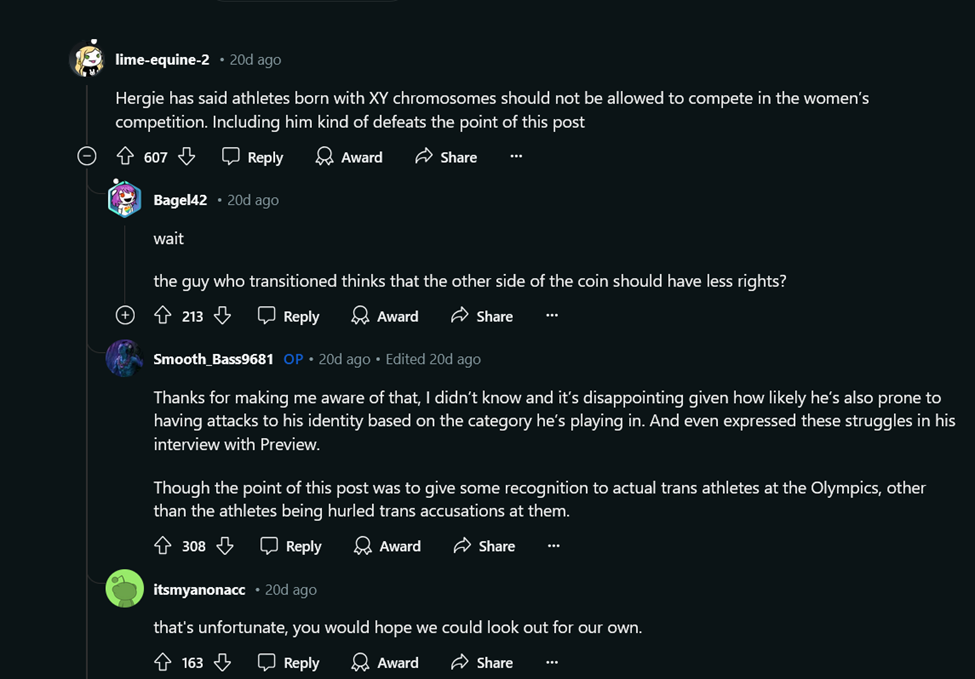 lime-equine-2 • 20d ago
Hergie has said athletes born with XY chromosomes should not be allowed to compete in the women’s
competition. Including him kind of defeats the point of this post
607 Reply Award Share ···
Bagel42 • 20d ago
wait
the guy who transitioned thinks that the other side of the coin should have less rights?
213 Reply Award Share ···
Smooth_Bass9681 OP • 20d ago • Edited 20d ago
Thanks for making me aware of that, I didn’t know and it’s disappointing given how likely he’s also prone to
having attacks to his identity based on the category he’s playing in. And even expressed these struggles in his
interview with Preview.
Though the point of this post was to give some recognition to actual trans athletes at the Olympics, other
than the athletes being hurled trans accusations at them.
308 Reply Award Share ···
itsmyanonacc • 20d ago
that's unfortunate, you would hope we could look out for our own.
163 Reply Award Share ···